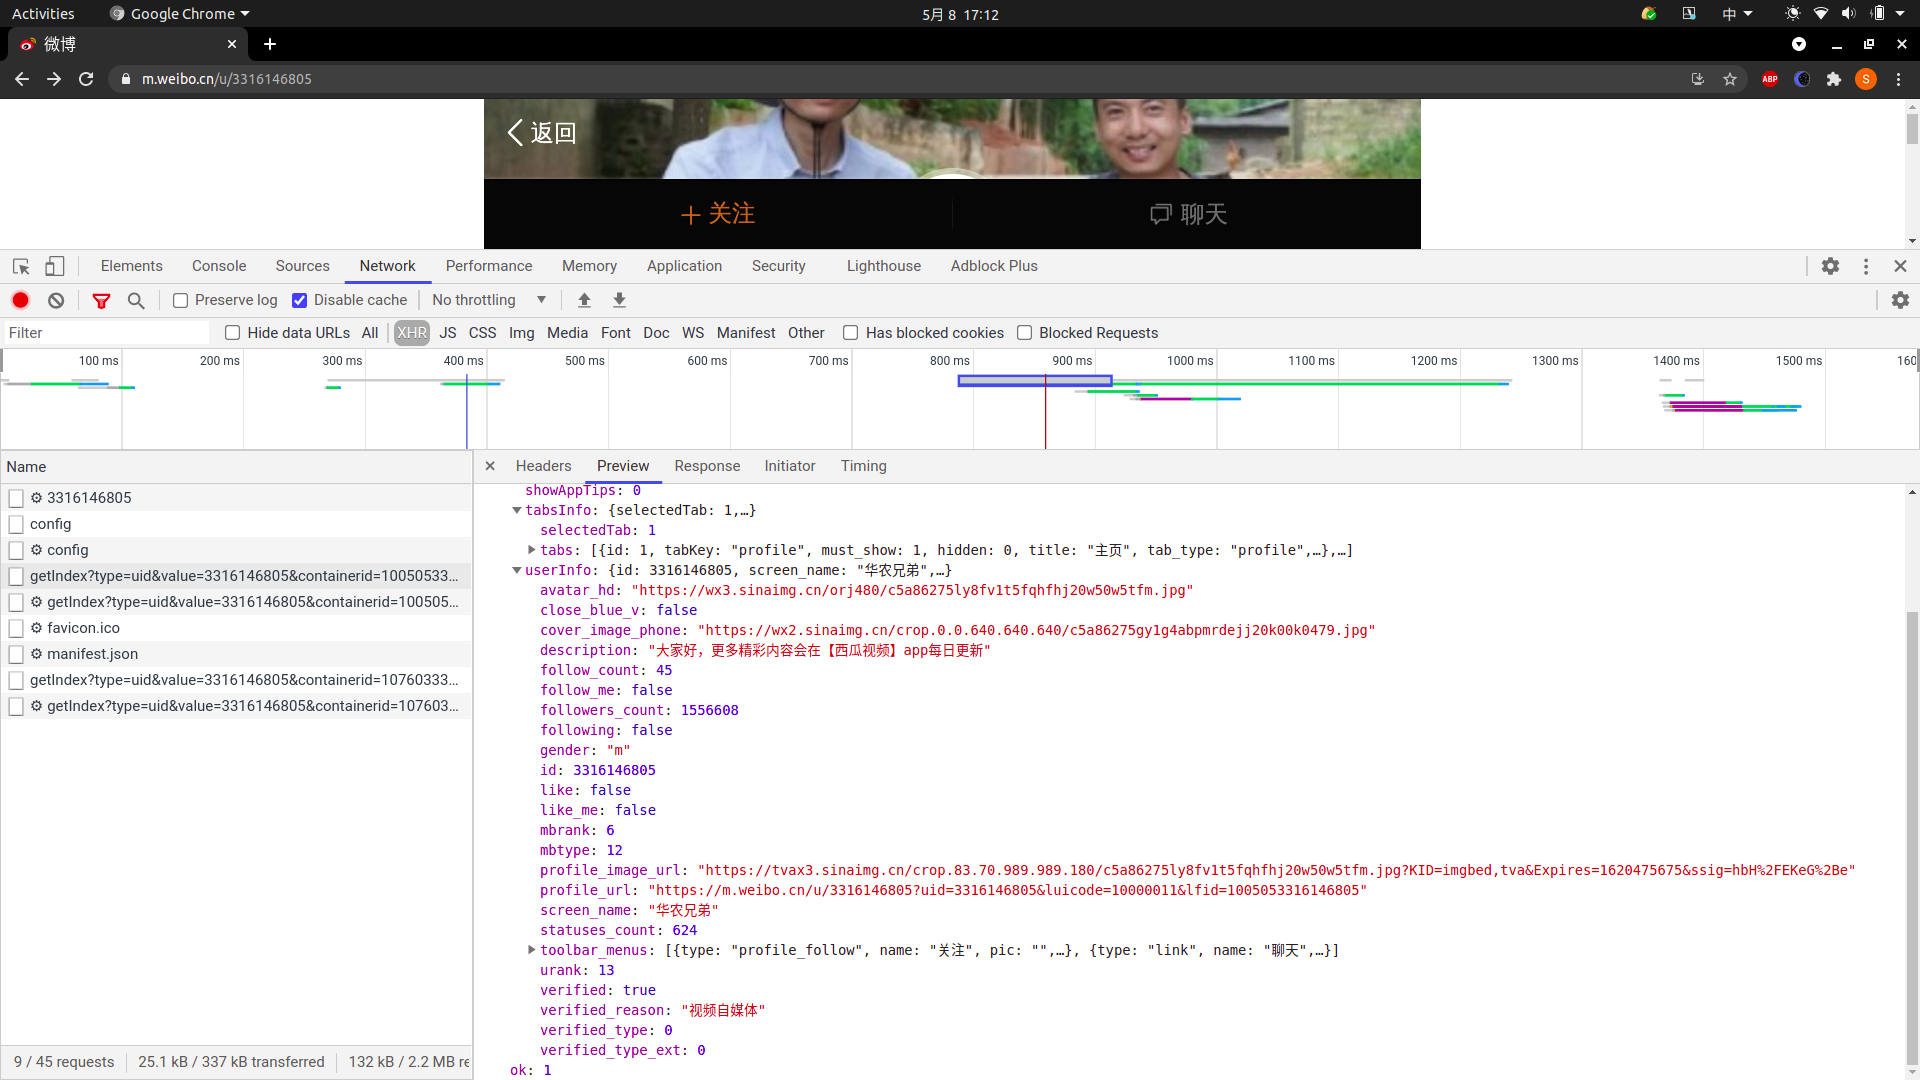 Activities Google Chrome 5月 8 17:12 中
微博
m.weibo.cn/u/3316146805 ABP S
返回
关注 聊天
Elements Console Sources Network Performance Memory Application Security Lighthouse Adblock Plus
Preserve log Disable cache No throttling
Filter Hide data URLs All XHR JS CSS Img Media Font Doc WS Manifest Other Has blocked cookies Blocked Requests
100 ms 200 ms 300 ms 400 ms 500 ms 600 ms 700 ms 800 ms 900 ms 1000 ms 1100 ms 1200 ms 1300 ms 1400 ms 1500 ms 160
Name
3316146805
config
config
getIndex?type=uid&value=3316146805&containerid=10050533…
getIndex?type=uid&value=3316146805&containerid=100505…
favicon.ico
manifest.json
getIndex?type=uid&value=3316146805&containerid=10760333…
getIndex?type=uid&value=3316146805&containerid=107603…
9 / 45 requests 25.1 kB / 337 kB transferred 132 kB / 2.2 MB re
Headers Preview Response Initiator Timing
showAppTips: 0
tabsInfo: {selectedTab: 1,…}
selectedTab: 1
tabs: [{id: 1, tabKey: "profile", must_show: 1, hidden: 0, title: "主页", tab_type: "profile",…},…]
userInfo: {id: 3316146805, screen_name: "华农兄弟",…}
avatar_hd: "https://wx3.sinaimg.cn/orj480/c5a86275ly8fv1t5fqhfhj20w50w5tfm.jpg"
close_blue_v: false
cover_image_phone: "https://wx2.sinaimg.cn/crop.0.0.640.640.640/c5a86275gy1g4abpmrdejj20k00k0479.jpg"
description: "大家好，更多精彩内容会在【西瓜视频】app每日更新"
follow_count: 45
follow_me: false
followers_count: 1556608
following: false
gender: "m"
id: 3316146805
like: false
like_me: false
mbrank: 6
mbtype: 12
profile_image_url: "https://tvax3.sinaimg.cn/crop.83.70.989.989.180/c5a86275ly8fv1t5fqhfhj20w50w5tfm.jpg?KID=imgbed,tva&Expires=1620475675&ssig=hbH%2FEKeG%2Be"
profile_url: "https://m.weibo.cn/u/3316146805?uid=3316146805&luicode=10000011&lfid=1005053316146805"
screen_name: "华农兄弟"
statuses_count: 624
toolbar_menus: [{type: "profile_follow", name: "关注", pic: "",…}, {type: "link", name: "聊天",…}]
urank: 13
verified: true
verified_reason: "视频自媒体"
verified_type: 0
verified_type_ext: 0
ok: 1